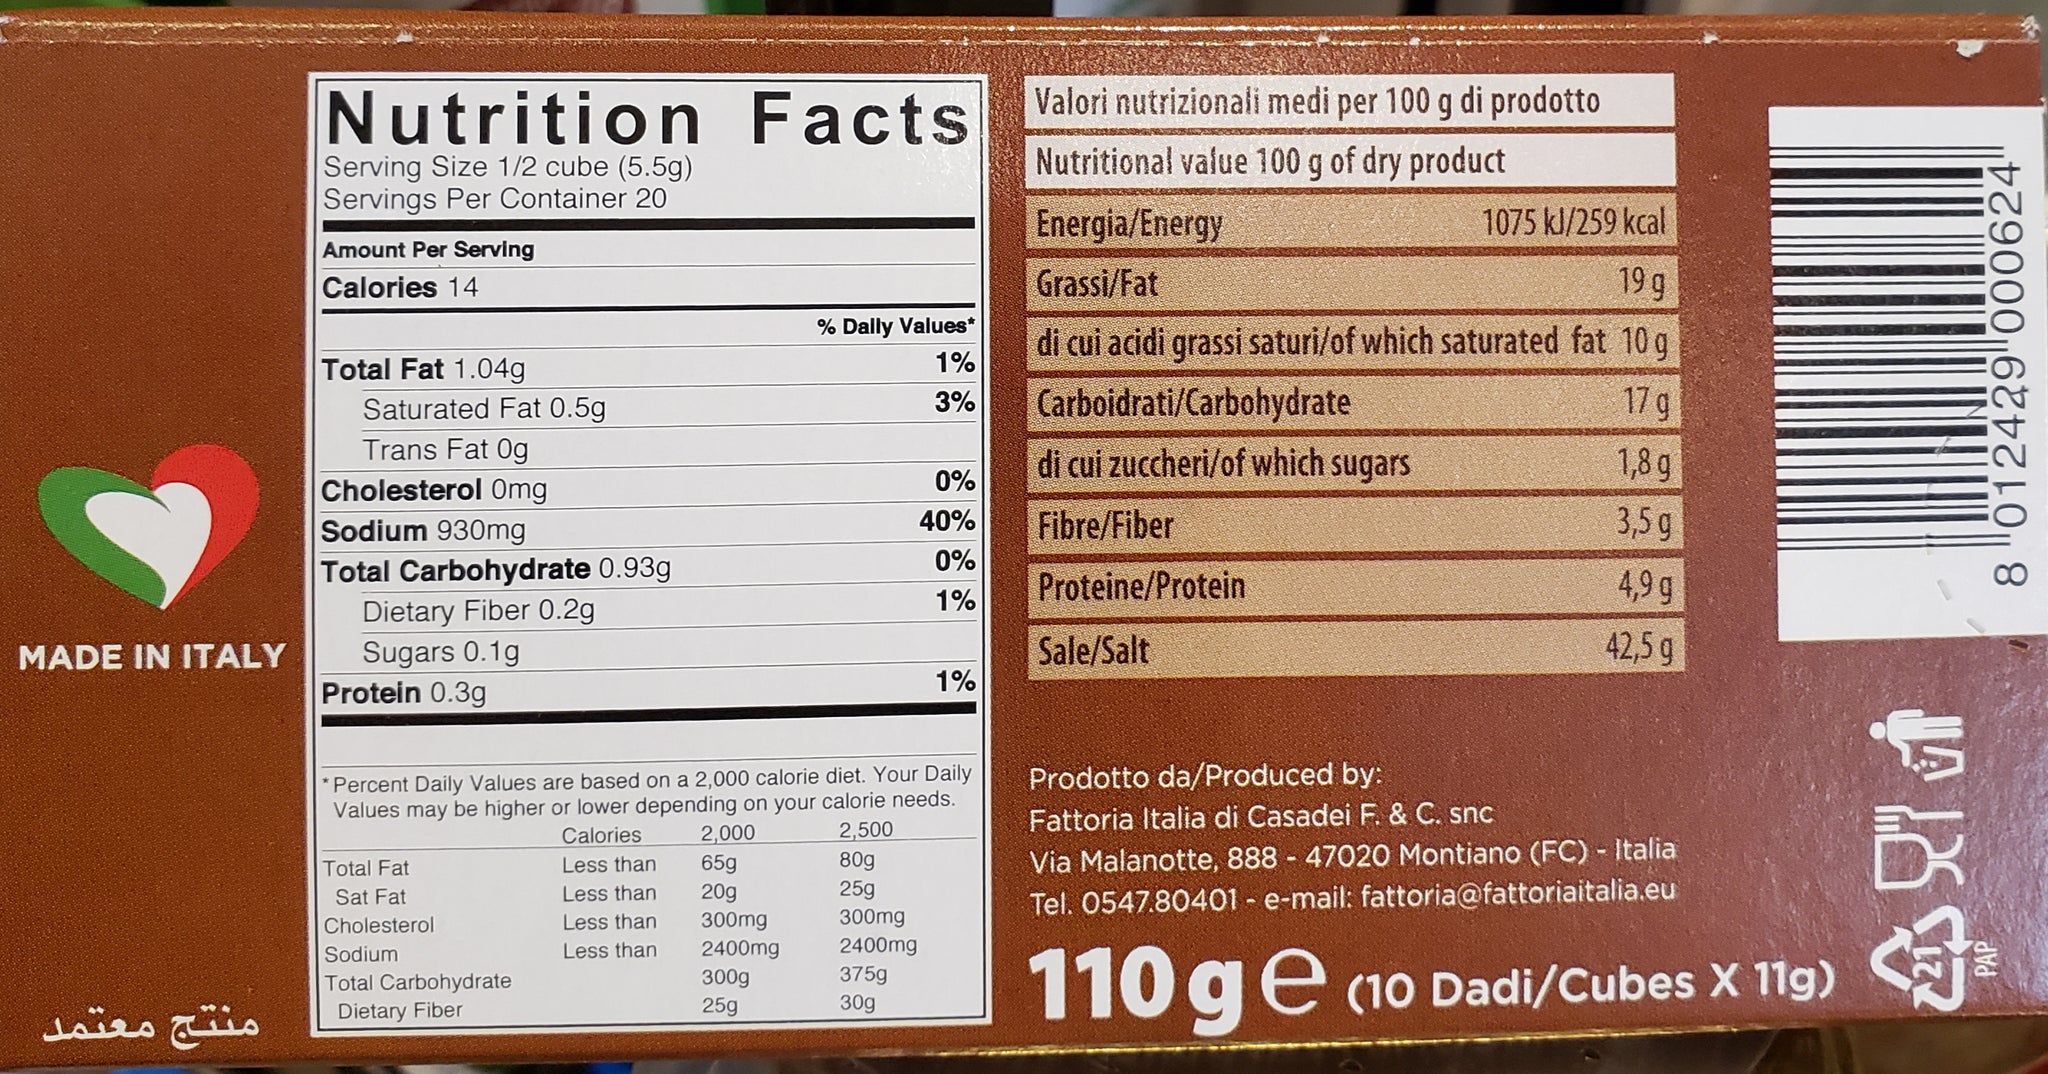 MADE IN ITALY
منتج معتمد
Nutrition Facts
Serving Size 1/2 cube (5.5g)
Servings Per Container 20
Amount Per Serving
Calories 14
% Daily Values*
Total Fat 1.04g 1%
Saturated Fat 0.5g 3%
Trans Fat 0g
Cholesterol 0mg 0%
Sodium 930mg 40%
Total Carbohydrate 0.93g 0%
Dietary Fiber 0.2g 1%
Sugars 0.1g
Protein 0.3g 1%
* Percent Daily Values are based on a 2,000 calorie diet. Your Daily
Values may be higher or lower depending on your calorie needs.
Calories 2,000 2,500
Total Fat Less than 65g 80g
Sat Fat Less than 20g 25g
Cholesterol Less than 300mg 300mg
Sodium Less than 2400mg 2400mg
Total Carbohydrate 300g 375g
Dietary Fiber 25g 30g
Valori nutrizionali medi per 100 g di prodotto
Nutritional value 100 g of dry product
Energia/Energy 1075 kJ/259 kcal
Grassi/Fat 19 g
di cui acidi grassi saturi/of which saturated fat 10 g
Carboidrati/Carbohydrate 17 g
di cui zuccheri/of which sugars 1,8 g
Fibre/Fiber 3,5 g
Proteine/Protein 4,9 g
Sale/Salt 42,5 g
Prodotto da/Produced by:
Fattoria Italia di Casadei F. & C. snc
Via Malanotte, 888 - 47020 Montiano (FC) - Italia
Tel. 0547.80401 - e-mail: fattoria@fattoriaitalia.eu
110 g e (10 Dadi/Cubes X 11g)
8 012429 000624
21
PAP